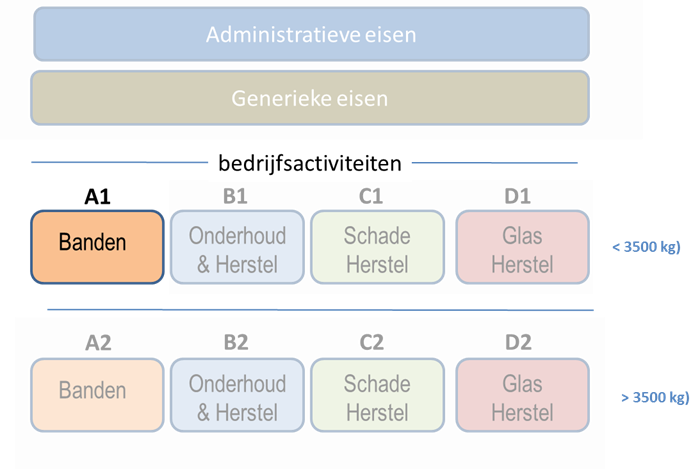 Administratieve eisen
Generieke eisen
bedrijfsactiviteiten
A1 B1 C1 D1
Banden Onderhoud Schade Glas
& Herstel Herstel Herstel
< 3500 kg)
A2 B2 C2 D2
Banden Onderhoud Schade Glas
& Herstel Herstel Herstel
> 3500 kg)